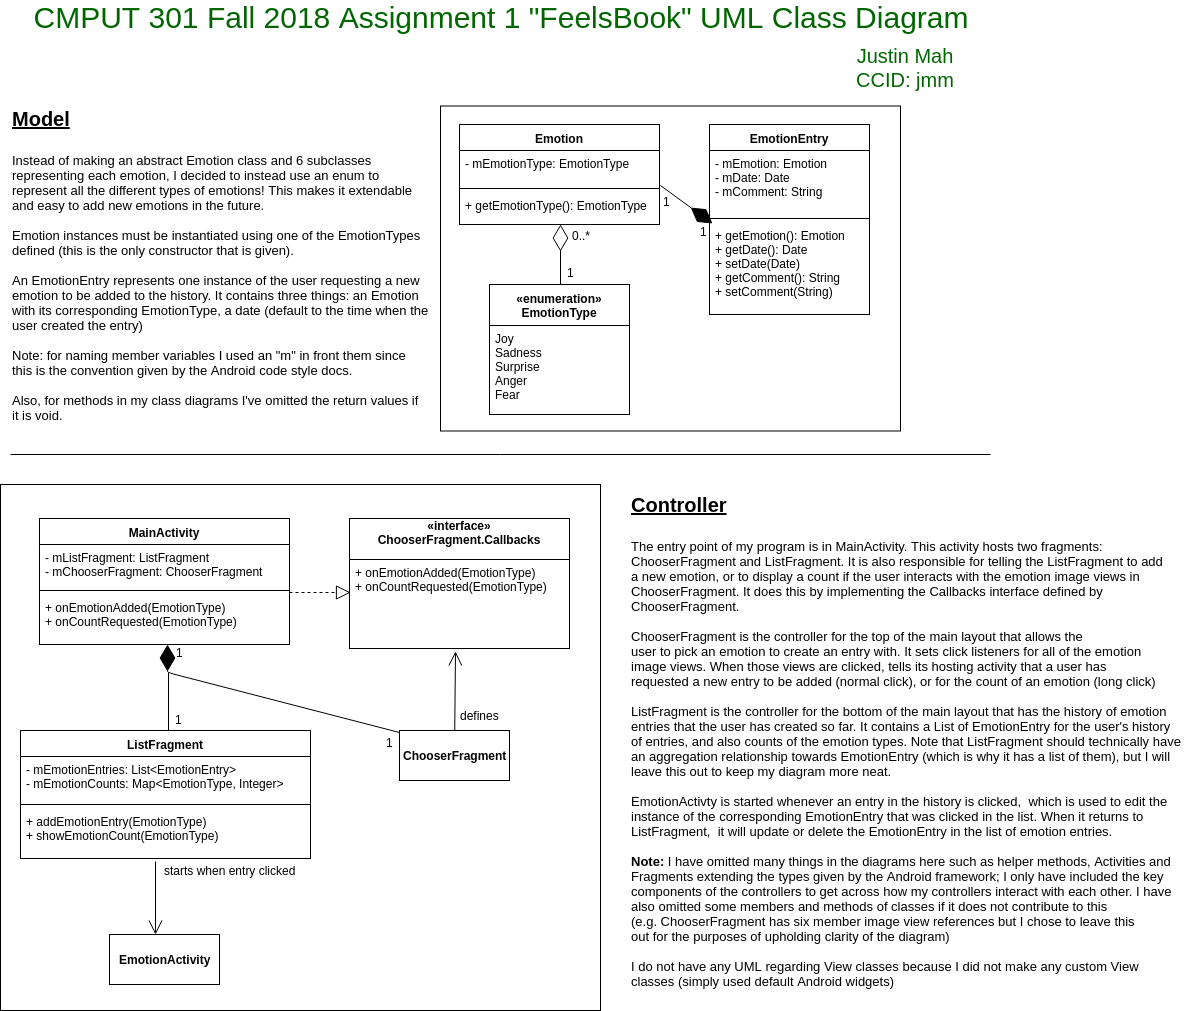 CMPUT 301 Fall 2018 Assignment 1 "FeelsBook" UML Class Diagram
Justin Mah
CCID: jmm
Model
Instead of making an abstract Emotion class and 6 subclasses
representing each emotion, I decided to instead use an enum to
represent all the different types of emotions! This makes it extendable
and easy to add new emotions in the future.
Emotion instances must be instantiated using one of the EmotionTypes
defined (this is the only constructor that is given).
An EmotionEntry represents one instance of the user requesting a new
emotion to be added to the history. It contains three things: an Emotion
with its corresponding EmotionType, a date (default to the time when the
user created the entry)
Note: for naming member variables I used an "m" in front them since
this is the convention given by the Android code style docs.
Also, for methods in my class diagrams I've omitted the return values if
it is void.
Emotion
- mEmotionType: EmotionType
+ getEmotionType(): EmotionType
EmotionEntry
- mEmotion: Emotion
- mDate: Date
- mComment: String
+ getEmotion(): Emotion
+ getDate(): Date
+ setDate(Date)
+ getComment(): String
+ setComment(String)
1
1
0..*
1
«enumeration»
EmotionType
Joy
Sadness
Surprise
Anger
Fear
MainActivity
- mListFragment: ListFragment
- mChooserFragment: ChooserFragment
+ onEmotionAdded(EmotionType)
+ onCountRequested(EmotionType)
«interface»
ChooserFragment.Callbacks
+ onEmotionAdded(EmotionType)
+ onCountRequested(EmotionType)
1
1
1
defines
ListFragment
- mEmotionEntries: List<EmotionEntry>
- mEmotionCounts: Map<EmotionType, Integer>
+ addEmotionEntry(EmotionType)
+ showEmotionCount(EmotionType)
ChooserFragment
starts when entry clicked
EmotionActivity
Controller
The entry point of my program is in MainActivity. This activity hosts two fragments:
ChooserFragment and ListFragment. It is also responsible for telling the ListFragment to add
a new emotion, or to display a count if the user interacts with the emotion image views in
ChooserFragment. It does this by implementing the Callbacks interface defined by
ChooserFragment.
ChooserFragment is the controller for the top of the main layout that allows the
user to pick an emotion to create an entry with. It sets click listeners for all of the emotion
image views. When those views are clicked, tells its hosting activity that a user has
requested a new entry to be added (normal click), or for the count of an emotion (long click)
ListFragment is the controller for the bottom of the main layout that has the history of emotion
entries that the user has created so far. It contains a List of EmotionEntry for the user's history
of entries, and also counts of the emotion types. Note that ListFragment should technically have
an aggregation relationship towards EmotionEntry (which is why it has a list of them), but I will
leave this out to keep my diagram more neat.
EmotionActivty is started whenever an entry in the history is clicked,  which is used to edit the
instance of the corresponding EmotionEntry that was clicked in the list. When it returns to
ListFragment,  it will update or delete the EmotionEntry in the list of emotion entries.
Note: I have omitted many things in the diagrams here such as helper methods, Activities and
Fragments extending the types given by the Android framework; I only have included the key
components of the controllers to get across how my controllers interact with each other. I have
also omitted some members and methods of classes if it does not contribute to this
(e.g. ChooserFragment has six member image view references but I chose to leave this
out for the purposes of upholding clarity of the diagram)
I do not have any UML regarding View classes because I did not make any custom View
classes (simply used default Android widgets)